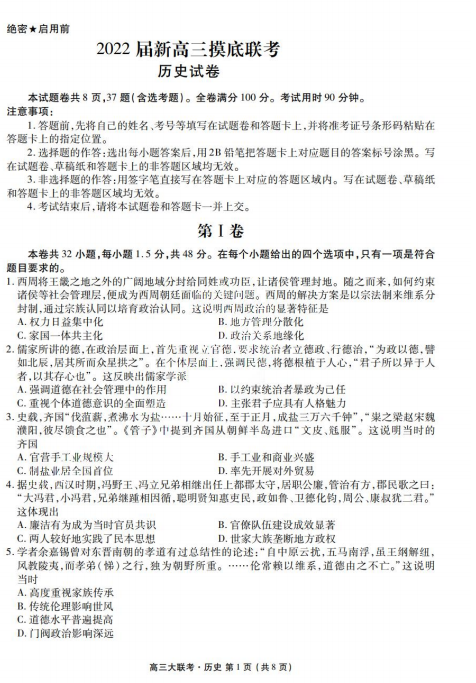 绝密★启用前
2022 届新高三摸底联考
历史试卷
本试题卷共 8 页,37 题(含选考题)。全卷满分 100 分。考试用时 90 分钟。
注意事项:
1. 答题前,先将自己的姓名、考号等填写在试题卷和答题卡上,并将准考证号条形码粘贴在
答题卡上的指定位置。
2. 选择题的作答:选出每小题答案后,用 2B 铅笔把答题卡上对应题目的答案标号涂黑。写
在试题卷、草稿纸和答题卡上的非答题区域均无效。
3. 非选择题的作答:用签字笔直接写在答题卡上对应的答题区域内。写在试题卷、草稿纸
和答题卡上的非答题区域均无效。
4. 考试结束后,请将本试题卷和答题卡一并上交。
第 Ⅰ 卷
本卷共 32 小题,每小题 1. 5 分,共 48 分。在每个小题给出的四个选项中,只有一项是符合
题目要求的。
1. 西周将王畿之地之外的广阔地域分封给同姓或功臣,让诸侯管理封地。随之而来,如何约束
诸侯等社会管理层,便成为西周朝廷面临的关键问题。西周的解决方案是以宗法制来维系分
封制,通过宗族认同以培育政治认同。这说明西周政治的显著特征是
A. 权力日益集中化 B. 地方管理分散化
C. 家国一体共主化 D. 政治关系地缘化
2. 儒家所讲的德,在政治层面上,首先重视立官德,要求统治者立德政、行德治,“为政以德,譬
如北辰,居其所而众星拱之”。在个体层面上,强调民德,将德根植于人心,“君子所以异于人
者,以其存心也”。这反映出儒家学派
A. 强调道德在社会管理中的作用 B. 以约束统治者暴政为己任
C. 重视个体道德意识的全面塑造 D. 主张君子应具有人格魅力
3. 史载,齐国“伐菹薪,煮沸水为盐……十月始征,至于正月,成盐三万六千钟”,“粜之梁赵宋魏
濮阳,彼尽馈食之也”。《管子》中提到齐国从朝鲜半岛进口“文皮、毤服”。这说明当时的
齐国
A. 官营手工业规模大 B. 手工业和商业兴盛
C. 制盐业居全国首位 D. 率先开展对外贸易
4. 据史载,西汉时期,冯野王、冯立兄弟相继出任上郡郡太守,居职公廉,管治有方,郡民歌之曰:
“大冯君,小冯君,兄弟继踵相因循,聪明贤知惠吏民,政如鲁、卫德化钧,周公、康叔犹二君。”
这体现出
A. 廉洁有为成为当时官员共识 B. 官僚队伍建设成效显著
C. 两人较好地实践了民本思想 D. 世家大族垄断地方政权
5. 学者余嘉锡曾对东晋南朝的孝道有过总结性的论述:“自中原云扰,五马南浮,虽王纲解纽,
风教陵夷,而孝弟(悌)之行,独为朝野所重。……伦常赖以维系,道德由之不亡。”这说明
当时
A. 高度重视家族传承
B. 传统伦理影响世风
C. 道德水平普遍提高
D. 门阀政治影响深远
高三大联考·历史 第 1 页 (共 8 页)